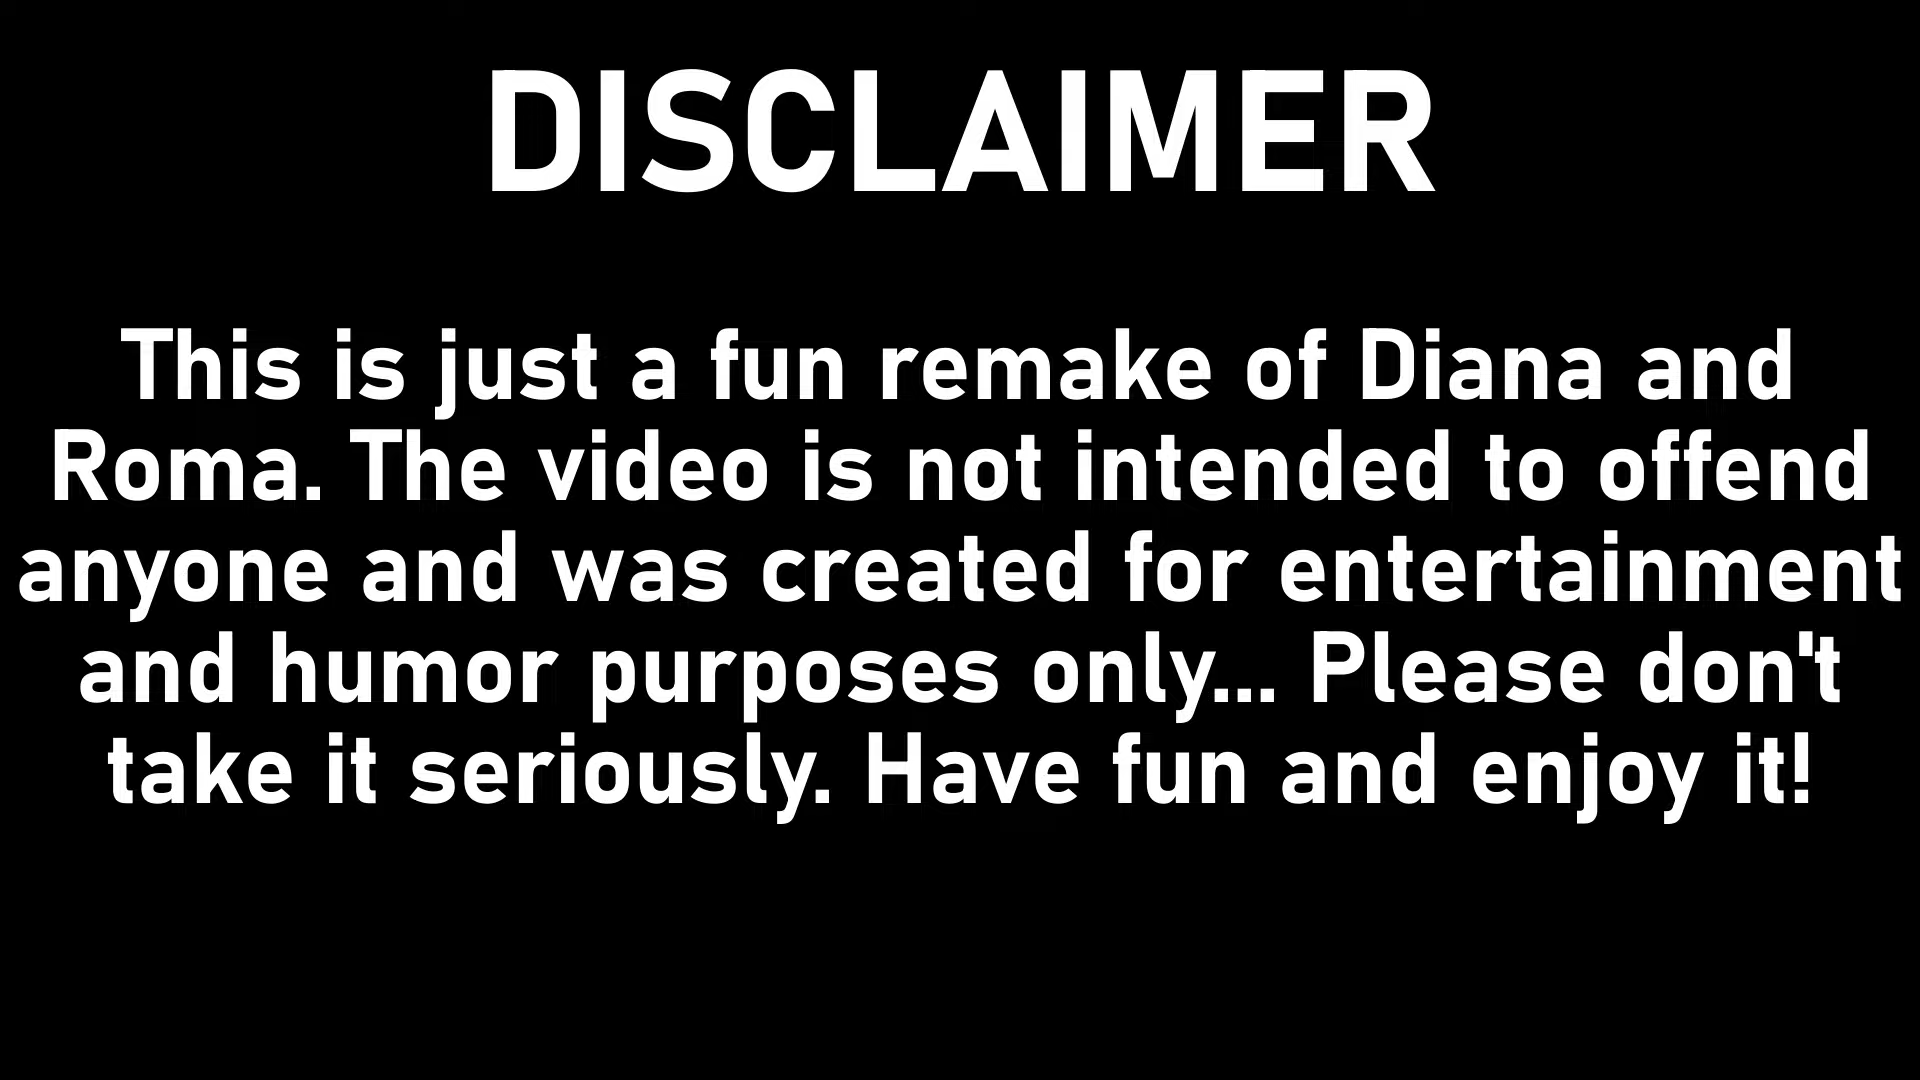 DISCLAIMER
This is just a fun remake of Diana and
Roma. The video is not intended to offend
anyone and was created for entertainment
and humor purposes only... Please don't
take it seriously. Have fun and enjoy it!